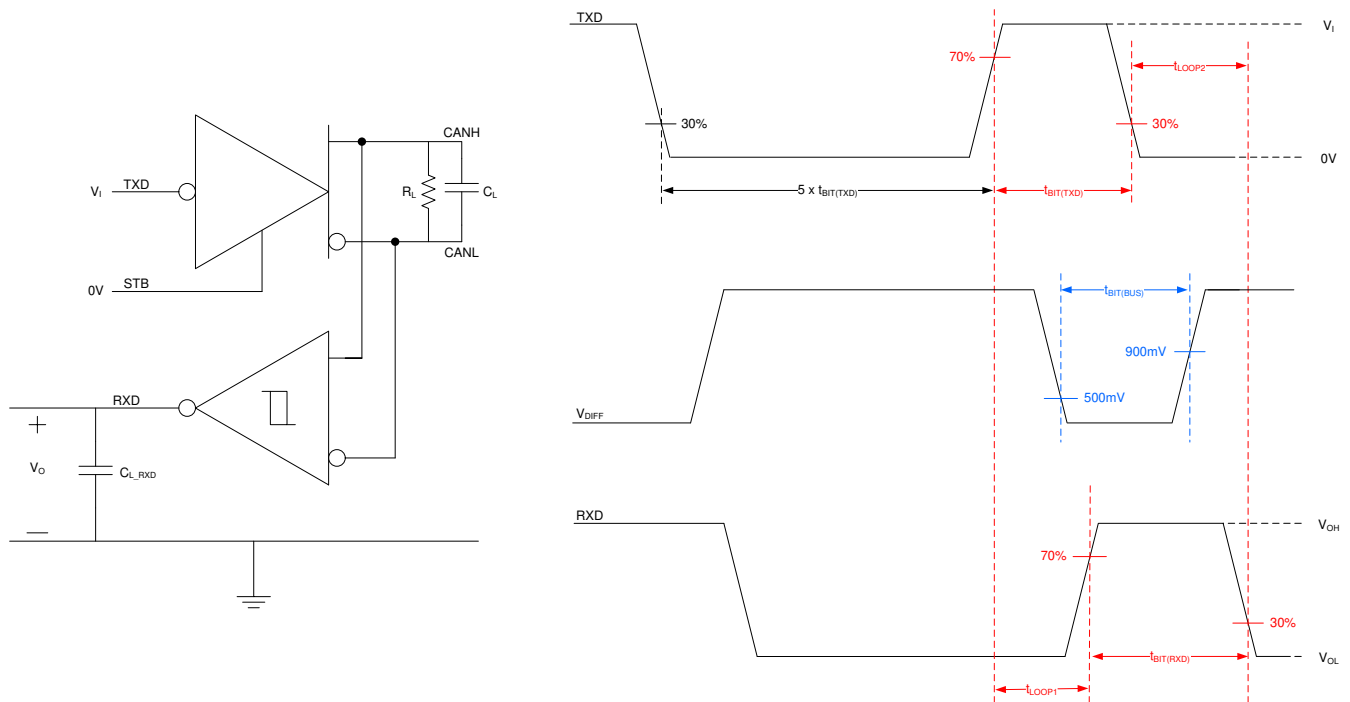 V_I
TXD
0V
STB
CANH
R_L
C_L
CANL
RXD
+
V_O
—
C_L_RXD
TXD
V_I
70%
t_LOOP2
30%
30%
0V
5 x t_BIT(TXD)
t_BIT(TXD)
t_BIT(BUS)
900mV
500mV
V_DIFF
RXD
V_OH
70%
30%
t_BIT(RXD)
V_OL
t_LOOP1